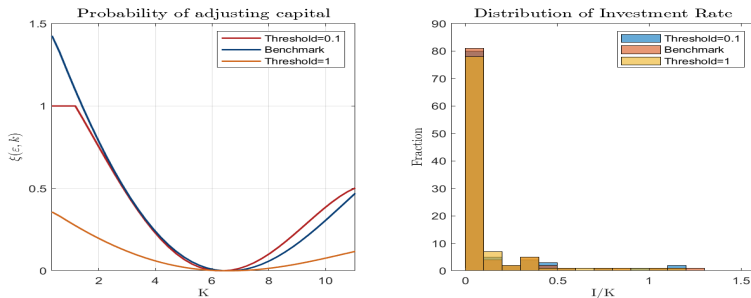 Probability of adjusting capital
1.5
1
0.5
0
2
4
6
8
10
K
ξ(ε, k)
Threshold=0.1
Benchmark
Threshold=1
Distribution of Investment Rate
90
80
70
60
50
40
30
20
10
0
0
0.5
1
1.5
I/K
Fraction
Threshold=0.1
Benchmark
Threshold=1